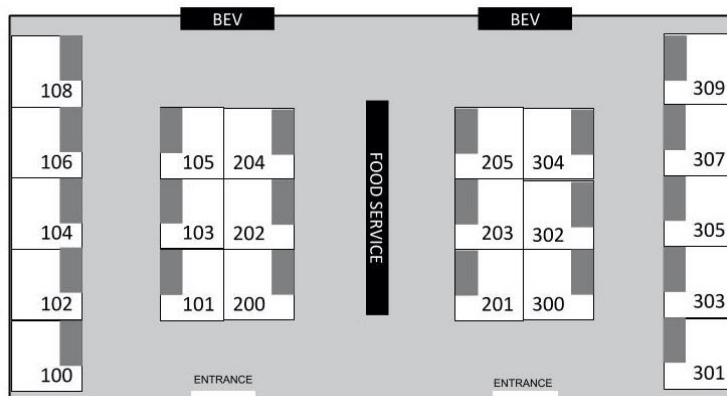 BEV BEV
108 309
105 204 205 304
106 307
FOOD SERVICE
103 202 203 302
104 305
101 200 201 300
102 303
ENTRANCE ENTRANCE
100 301